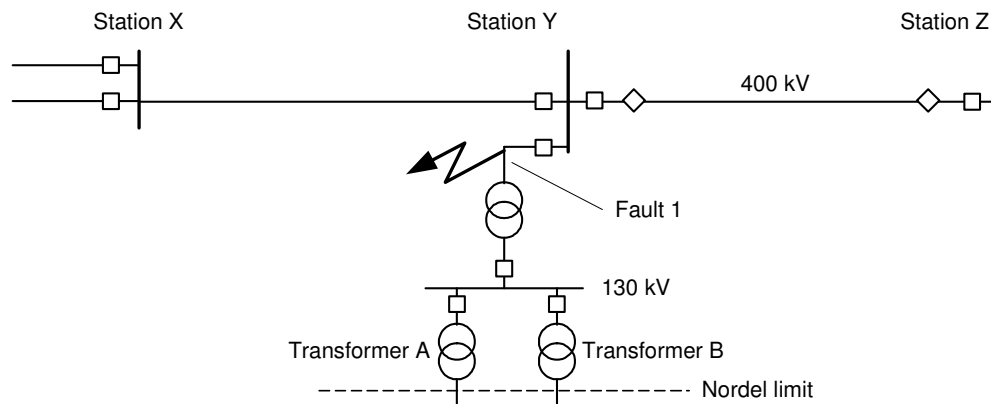 Station X
Station Y
Station Z
400 kV
Fault 1
130 kV
Transformer A
Transformer B
Nordel limit